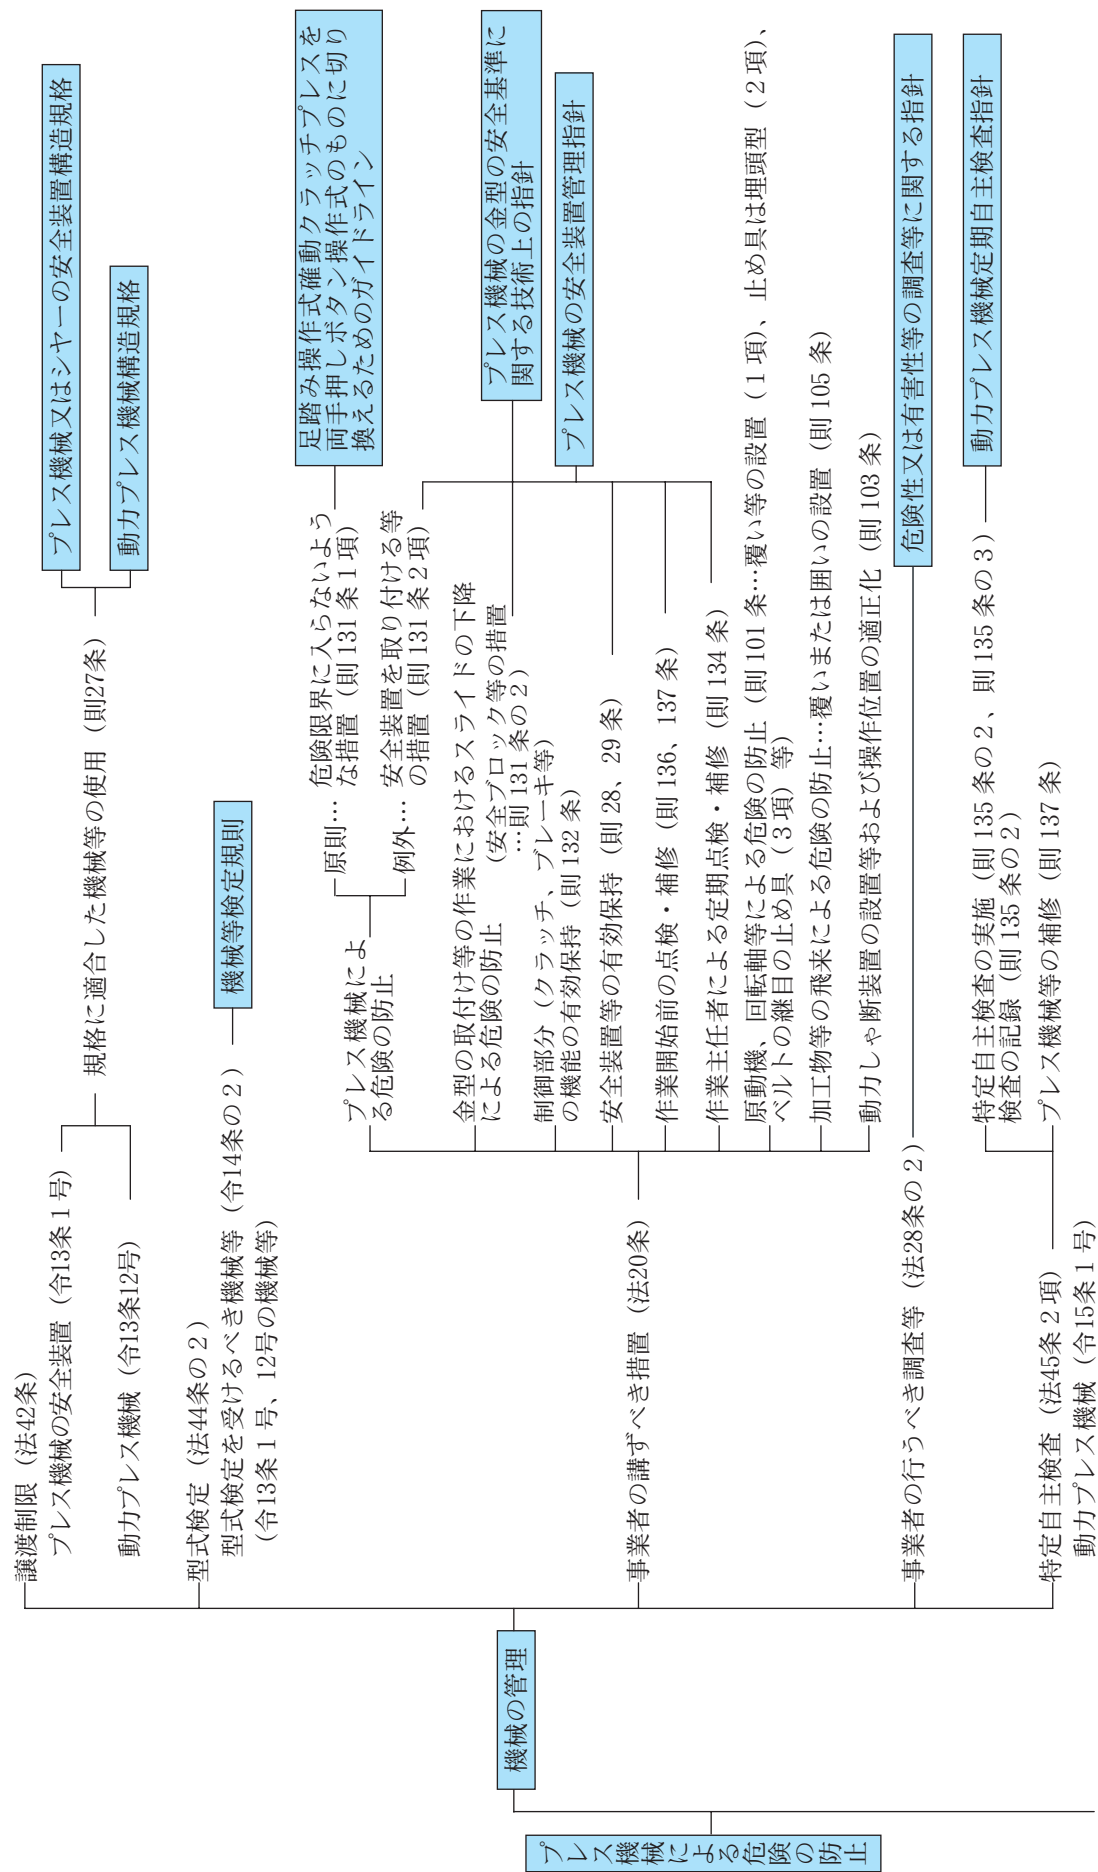 プレス機械による危険の防止
機械の管理
譲渡制限（法42条）
プレス機械の安全装置（令13条1号）
動力プレス機械（令13条12号）
規格に適合した機械等の使用（則27条）
プレス機械又はシヤーの安全装置構造規格
動力プレス機械構造規格
型式検定（法44条の2）
型式検定を受けるべき機械等（令14条の2）
（令13条1号、12号の機械等）
機械等検定規則
事業者の講ずべき措置（法20条）
プレス機械によ
る危険の防止
原則…
危険限界に入らないよう
な措置（則131条1項）
足踏み操作式確動クラッチプレスを
両手押しボタン操作式のものに切り
換えるためのガイドライン
例外…
安全装置を取り付ける等
の措置（則131条2項）
金型の取付け等の作業におけるスライドの下降
による危険の防止　（安全ブロック等の措置
…則131条の2）
プレス機械の金型の安全基準に
関する技術上の指針
プレス機械の安全装置管理指針
制御部分（クラッチ、ブレーキ等）
の機能の有効保持（則132条）
安全装置等の有効保持（則28、29条）
作業開始前の点検・補修（則136、137条）
作業主任者による定期点検・補修（則134条）
原動機、回転軸等による危険の防止（則101条…覆い等の設置（1項）、止め具は埋頭型（2項）、
ベルトの継目の止め具（3項）等）
加工物等の飛来による危険の防止…覆いまたは囲いの設置（則105条）
動力しゃ断装置の設置等および操作位置の適正化（則103条）
事業者の行うべき調査等（法28条の2）
危険性又は有害性等の調査等に関する指針
特定自主検査（法45条2項）
動力プレス機械（令15条1号）
特定自主検査の実施（則135条の2、則135条の3）
検査の記録（則135条の2）
プレス機械等の補修（則137条）
動力プレス機械定期自主検査指針